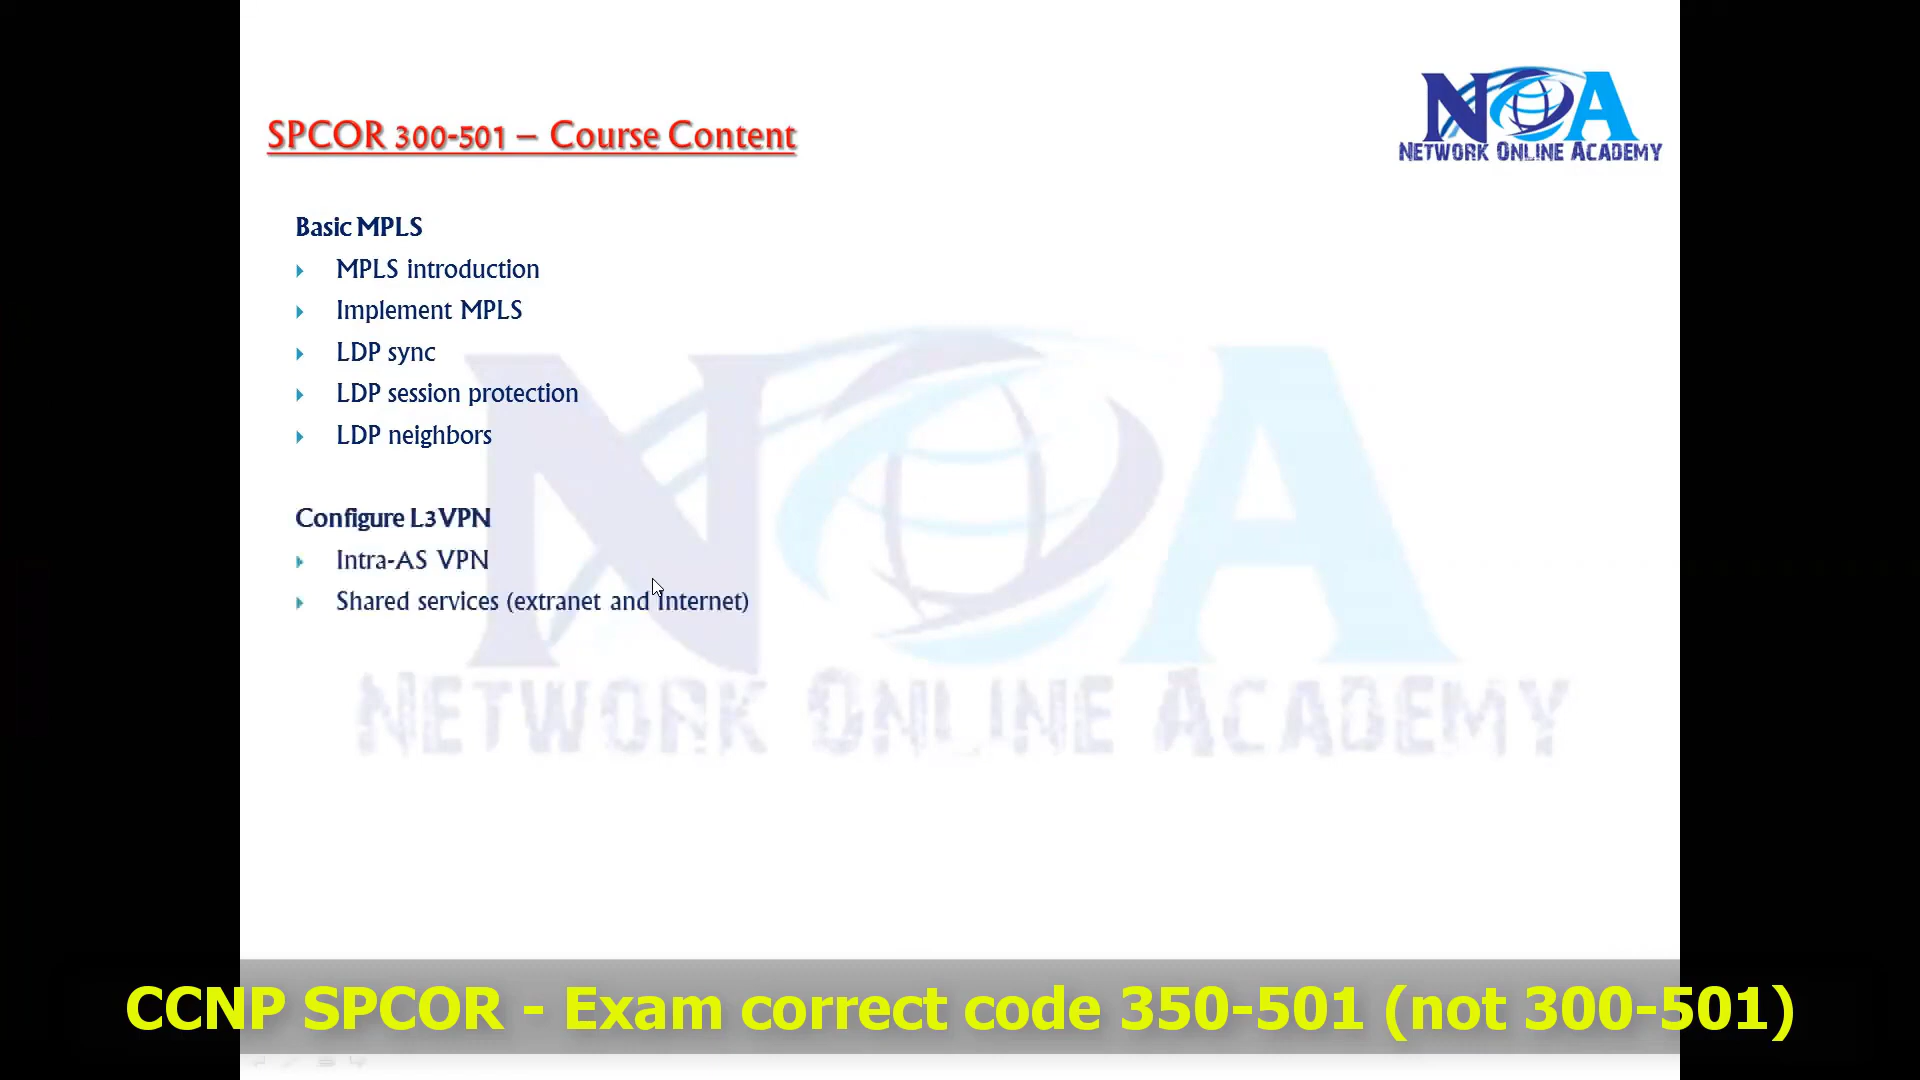 SPCOR 300-501 – Course Content
NOA
NETWORK ONLINE ACADEMY
Basic MPLS
MPLS introduction
Implement MPLS
LDP sync
LDP session protection
LDP neighbors
Configure L3VPN
Intra-AS VPN
Shared services (extranet and Internet)
NOA
NETWORK ONLINE ACADEMY
CCNP SPCOR - Exam correct code 350-501 (not 300-501)